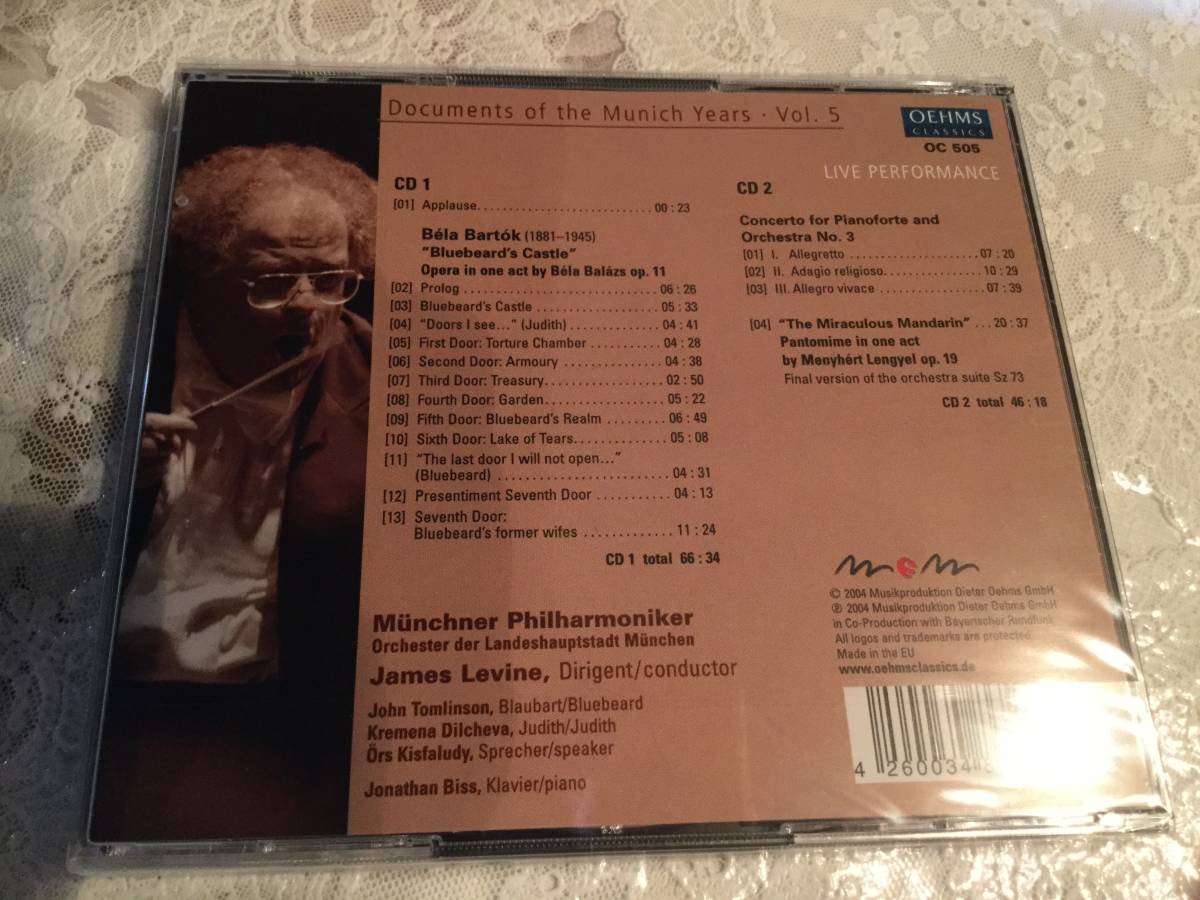 Documents of the Munich Years · Vol. 5
OEHMS
CLASSICS
OC 505
LIVE PERFORMANCE
CD 1
[01] Applause..........................00 : 23
Béla Bartók (1881–1945)
"Bluebeard's Castle"
Opera in one act by Béla Balázs op. 11
[02] Prolog..............................06 : 26
[03] Bluebeard's Castle..................05 : 33
[04] "Doors I see..." (Judith).............04 : 41
[05] First Door: Torture Chamber..........04 : 28
[06] Second Door: Armoury...............04 : 38
[07] Third Door: Treasury.................02 : 50
[08] Fourth Door: Garden.................05 : 22
[09] Fifth Door: Bluebeard's Realm........06 : 49
[10] Sixth Door: Lake of Tears.............05 : 08
[11] "The last door I will not open..."
(Bluebeard)..........................04 : 31
[12] Presentiment Seventh Door..........04 : 13
[13] Seventh Door:
Bluebeard's former wifes.............11 : 24
CD 1 total 66 : 34
CD 2
Concerto for Pianoforte and
Orchestra No. 3
[01] I. Allegretto.....................07 : 20
[02] II. Adagio religioso..............10 : 29
[03] III. Allegro vivace...............07 : 39
[04] "The Miraculous Mandarin"...20 : 37
Pantomime in one act
by Menyhért Lengyel op. 19
Final version of the orchestra suite Sz 73
CD 2 total 46 : 18
Münchner Philharmoniker
Orchester der Landeshauptstadt München
James Levine, Dirigent/conductor
John Tomlinson, Blaubart/Bluebeard
Kremena Dilcheva, Judith/Judith
Örs Kisfaludy, Sprecher/speaker
Jonathan Biss, Klavier/piano
© 2004 Musikproduktion Dieter Oehms GmbH
℗ 2004 Musikproduktion Dieter Oehms GmbH
in Co-Production with Bayerischer Rundfunk
All logos and trademarks are protected.
Made in the EU
www.oehmsclassics.de
4 260034